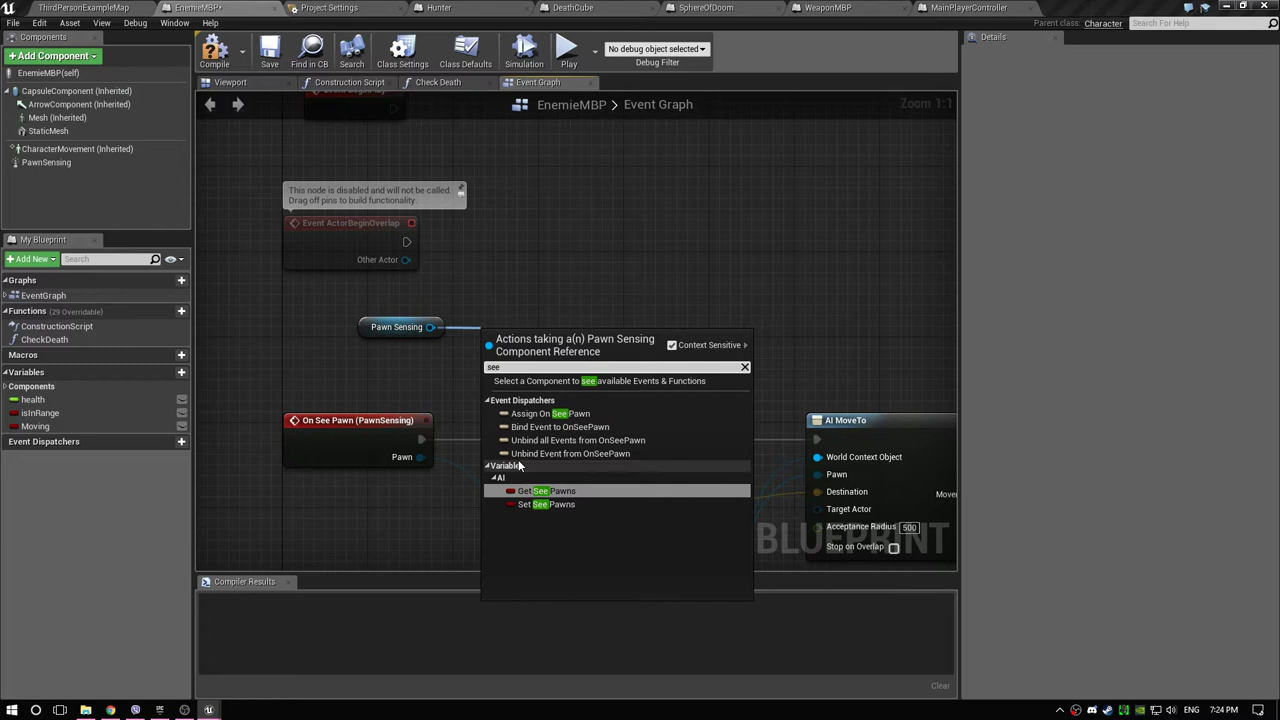 ThirdPersonExampleMap
EnemieMBP*
Project Settings
Hunter
DeathCube
SphereOfDoom
WeaponMBP
MainPlayerController
File Edit Asset View Debug Window Help
Parent class: Character
Search For Help
Components
+Add Component
Compile
Save
Find in CB
Search
Class Settings
Class Defaults
Simulation
Play
No debug object selected
Debug Filter
Details
EnemieMBP(self)
CapsuleComponent (Inherited)
ArrowComponent (Inherited)
Mesh (Inherited)
StaticMesh
CharacterMovement (Inherited)
PawnSensing
Viewport
Construction Script
Check Death
Event Graph
EnemieMBP > Event Graph
Zoom 1:1
This node is disabled and will not be called.
Drag off pins to build functionality.
Event ActorBeginOverlap
Other Actor
My Blueprint
+Add New
Search
Graphs
EventGraph
Functions (29 Overridable)
ConstructionScript
CheckDeath
Macros
Variables
Components
health
isInRange
Moving
Event Dispatchers
Pawn Sensing
Actions taking a(n) Pawn Sensing
Component Reference
Context Sensitive
see
Select a Component to see available Events & Functions
Event Dispatchers
Assign On See Pawn
Bind Event to OnSeePawn
Unbind all Events from OnSeePawn
Unbind Event from OnSeePawn
Variables
AI
Get See Pawns
Set See Pawns
On See Pawn (PawnSensing)
Pawn
AI MoveTo
World Context Object
Pawn
Destination
Target Actor
Acceptance Radius 500
Stop on Overlap
BLUEPRINT
Compiler Results
Clear
ENG
7:24 PM